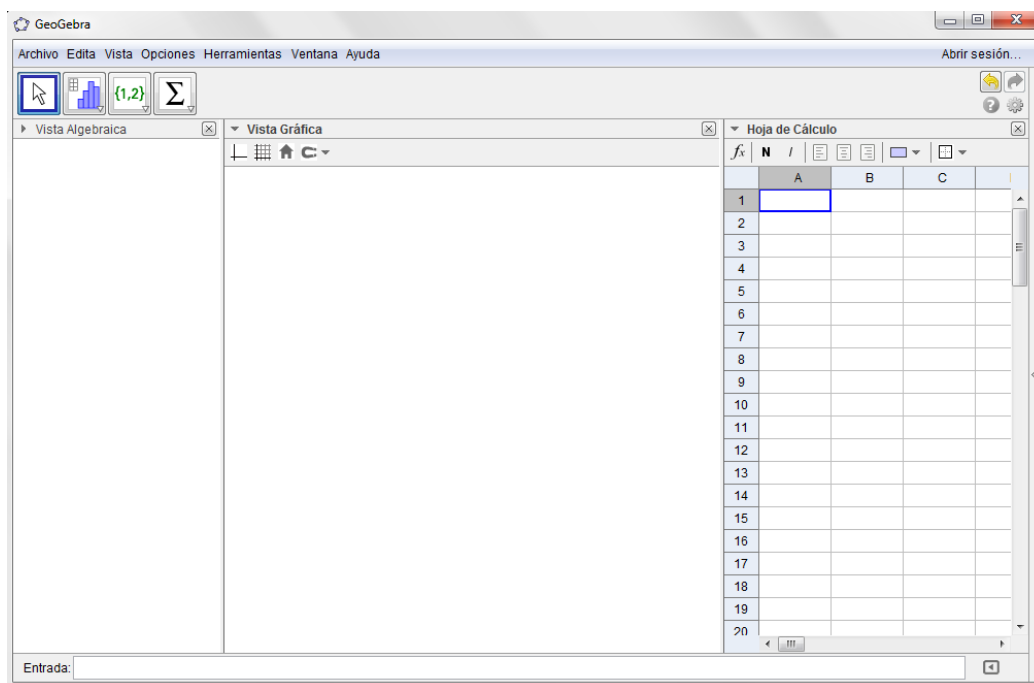 GeoGebra
Archivo Edita Vista Opciones Herramientas Ventana Ayuda
Abrir sesión...
{1,2} Σ
Vista Algebraica
Vista Gráfica
Hoja de Cálculo
fx N I
A B C
1
2
3
4
5
6
7
8
9
10
11
12
13
14
15
16
17
18
19
20
Entrada: